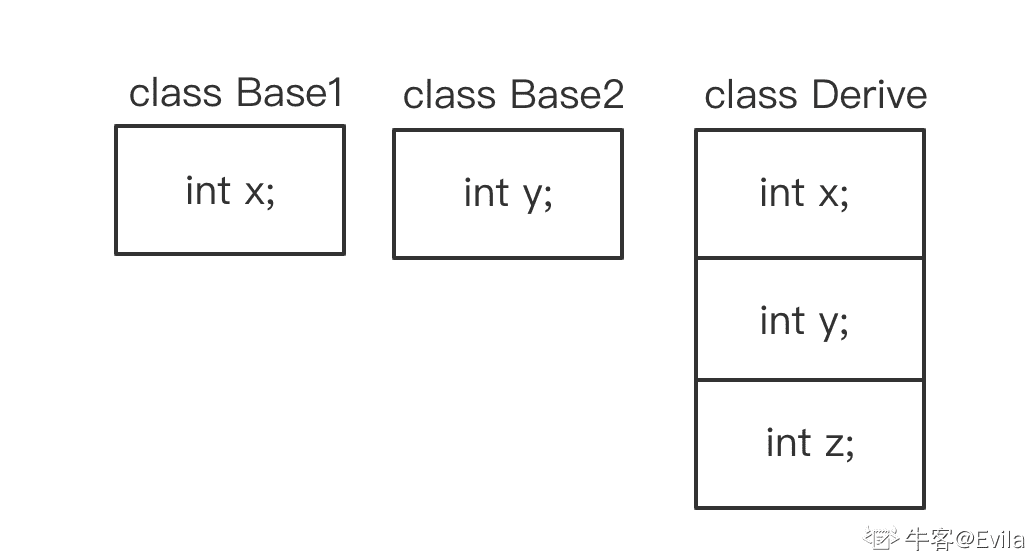 class Base1
class Base2
class Derive
int x;
int y;
int x;
int y;
int z;
牛客@Evila